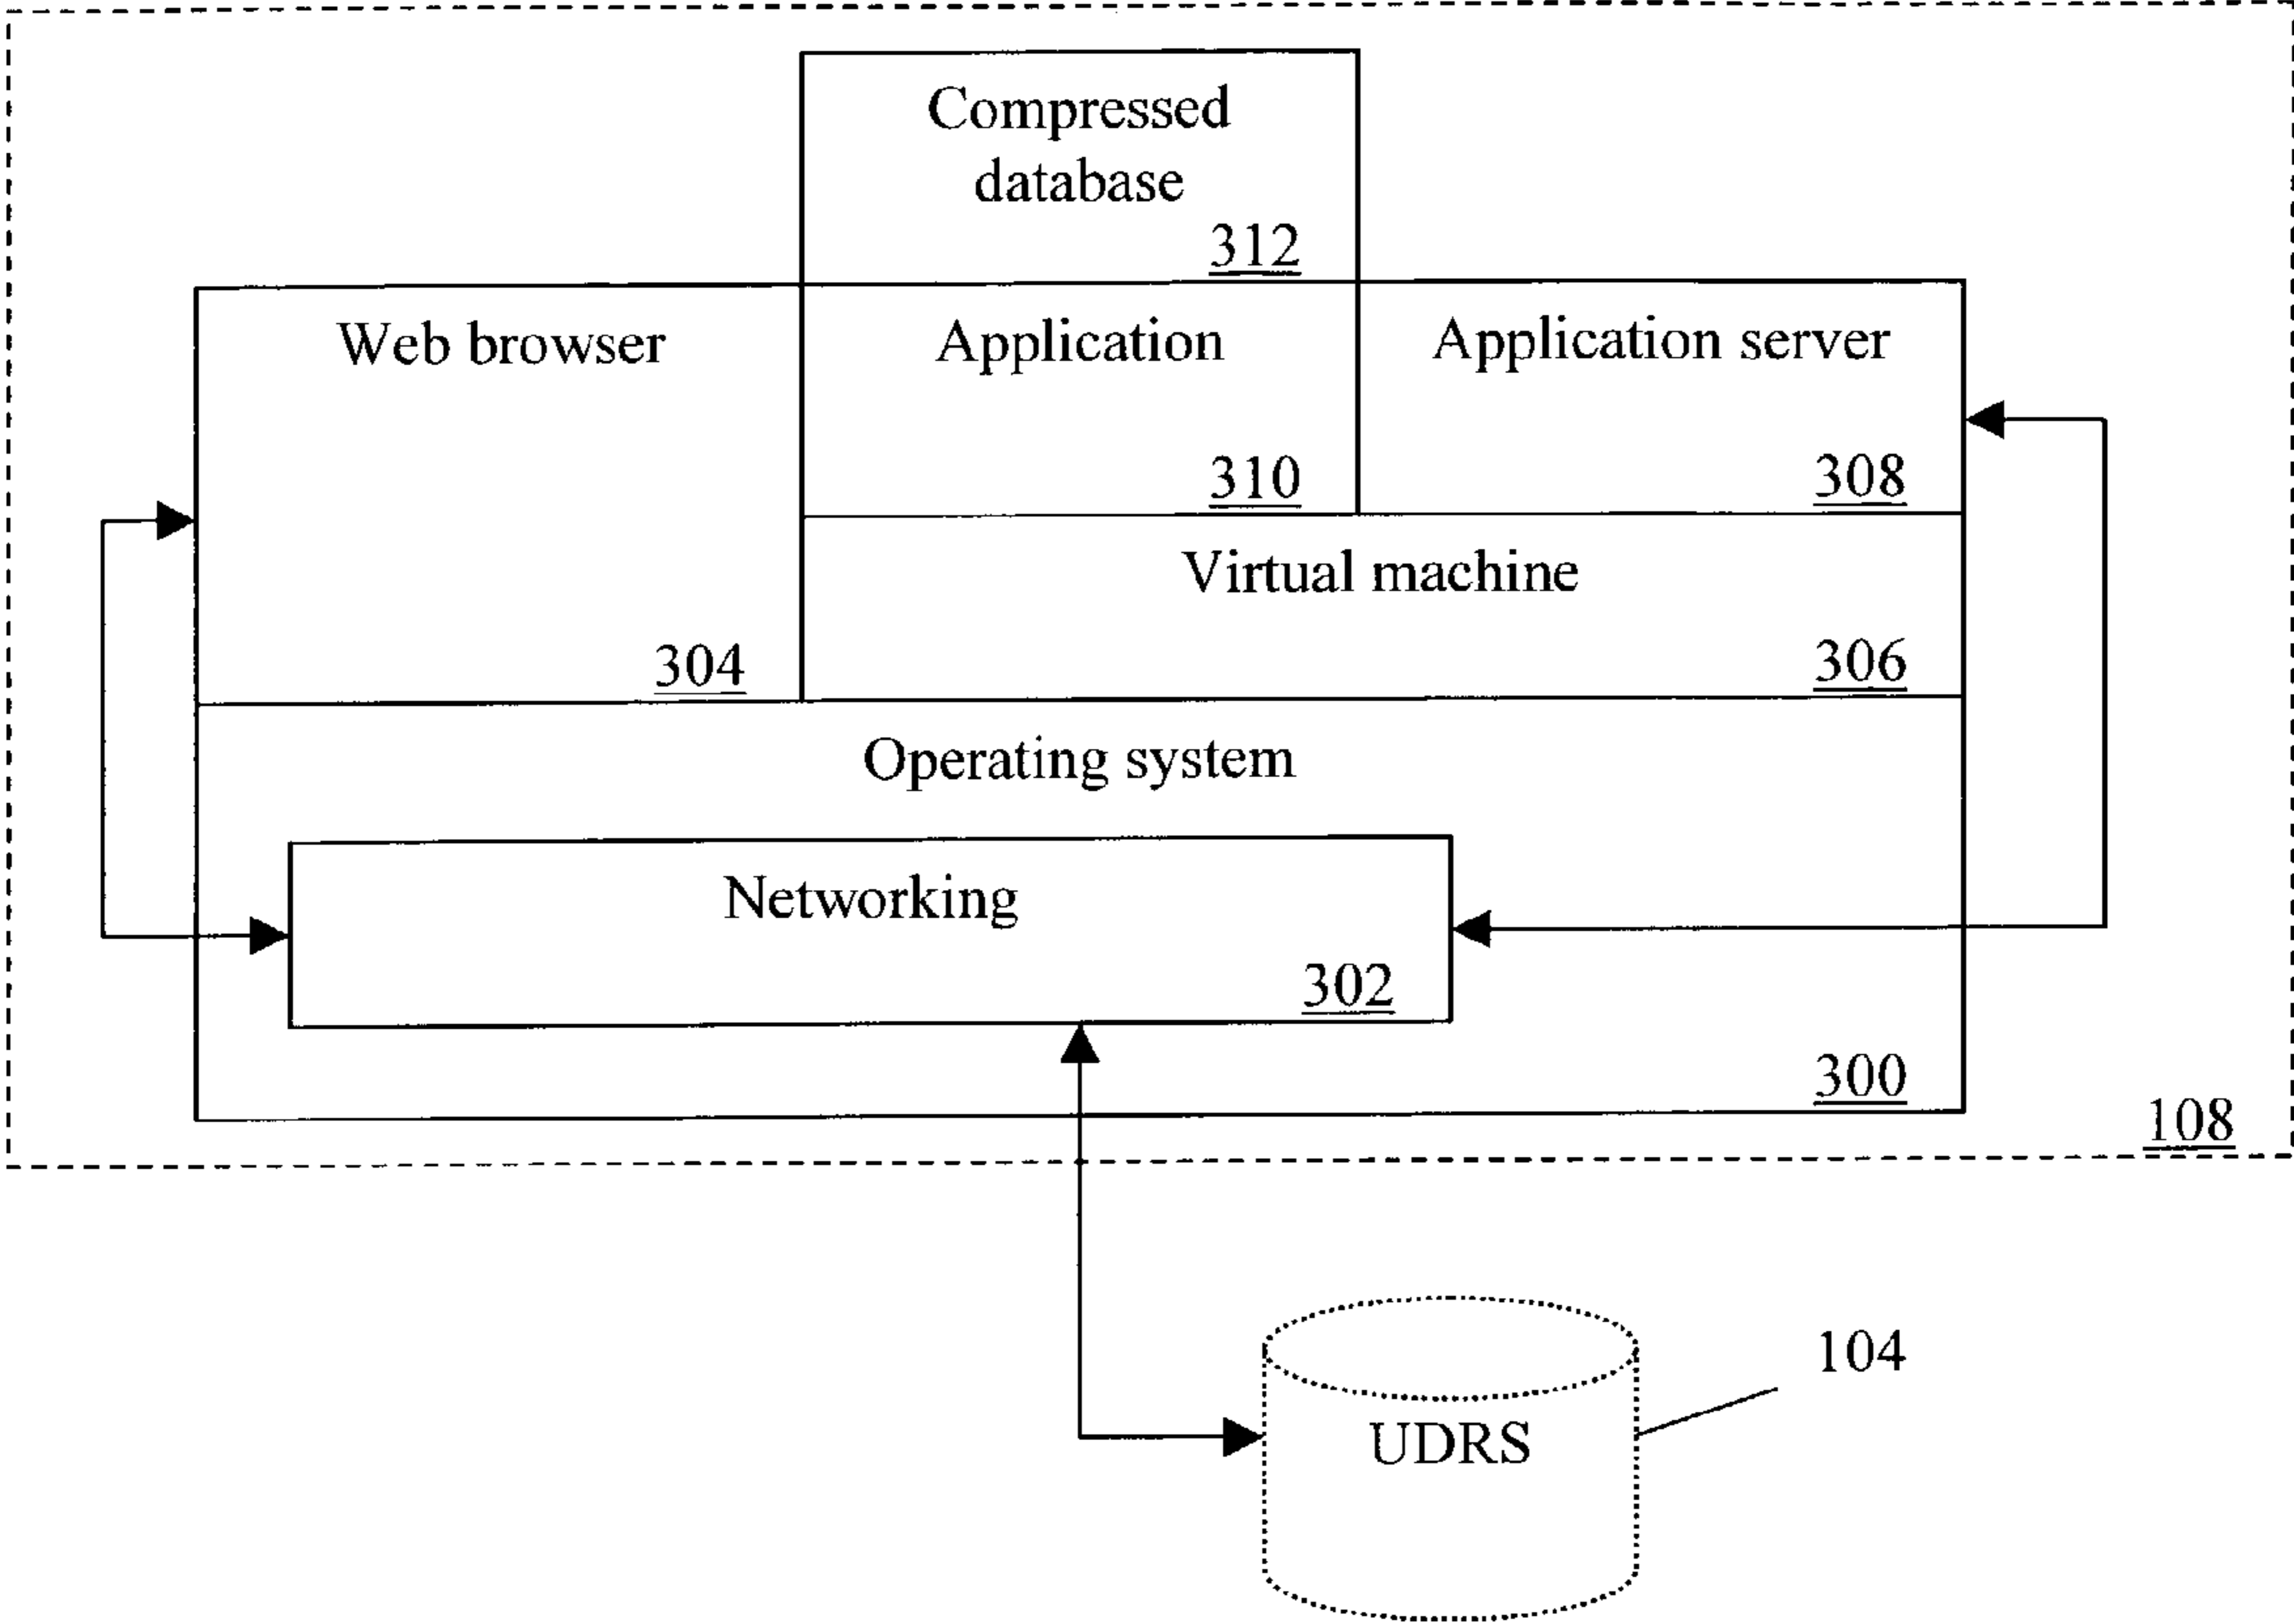 Compressed
database
312
Web browser
Application
Application server
310
308
Virtual machine
304
306
Operating system
Networking
302
300
108
104
UDRS